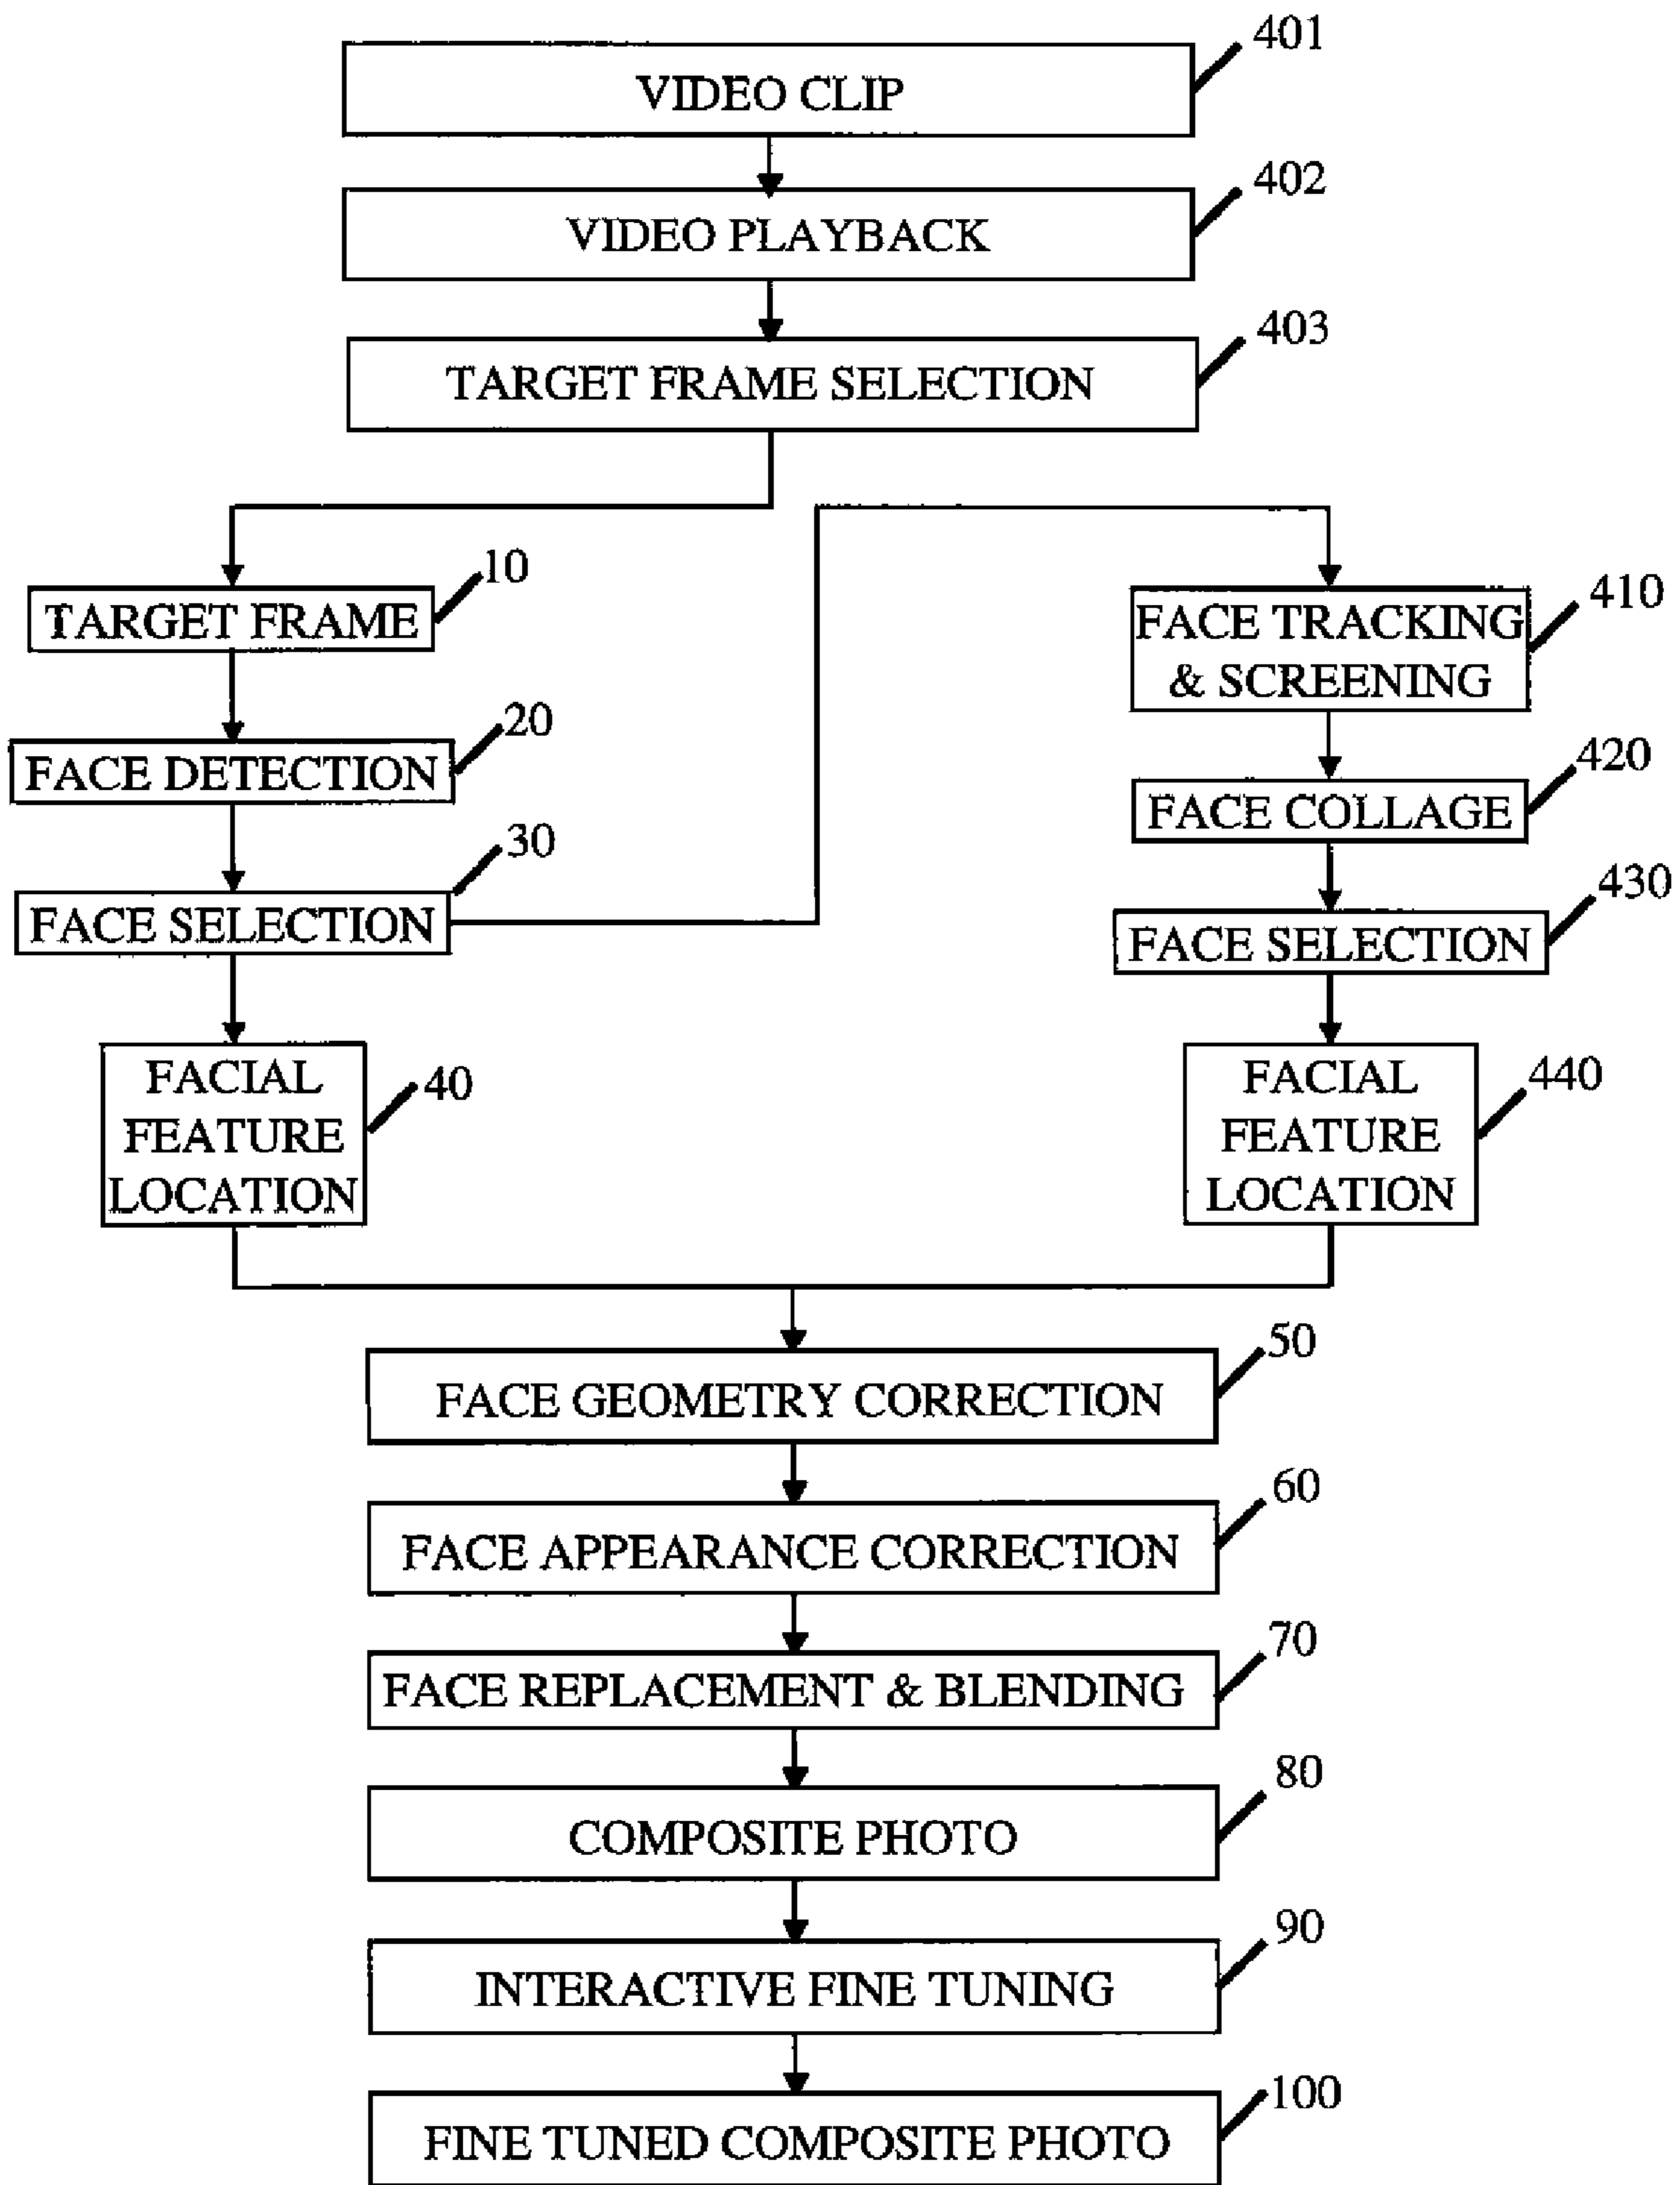 401
VIDEO CLIP
402
VIDEO PLAYBACK
403
TARGET FRAME SELECTION
10
TARGET FRAME
20
FACE DETECTION
30
FACE SELECTION
40
FACIAL
FEATURE
LOCATION
410
FACE TRACKING
& SCREENING
420
FACE COLLAGE
430
FACE SELECTION
440
FACIAL
FEATURE
LOCATION
50
FACE GEOMETRY CORRECTION
60
FACE APPEARANCE CORRECTION
70
FACE REPLACEMENT & BLENDING
80
COMPOSITE PHOTO
90
INTERACTIVE FINE TUNING
100
FINE TUNED COMPOSITE PHOTO